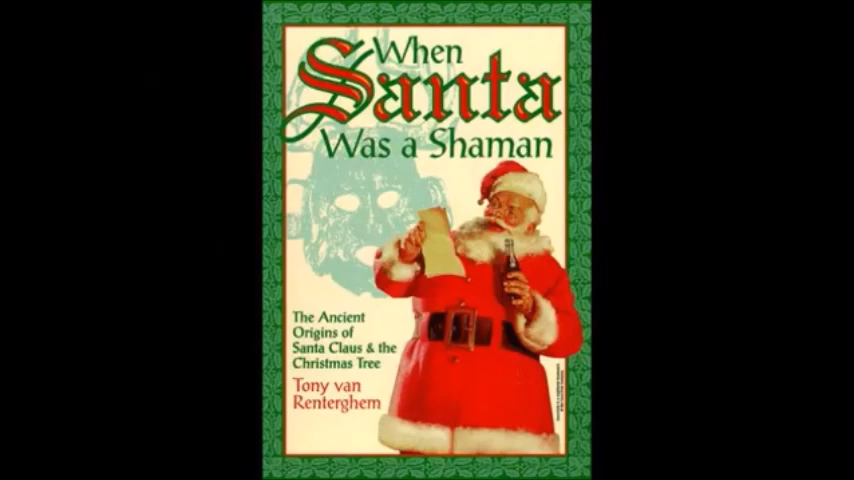 When
Santa
Was a Shaman
The Ancient
Origins of
Santa Claus & the
Christmas Tree
Tony van
Renterghem